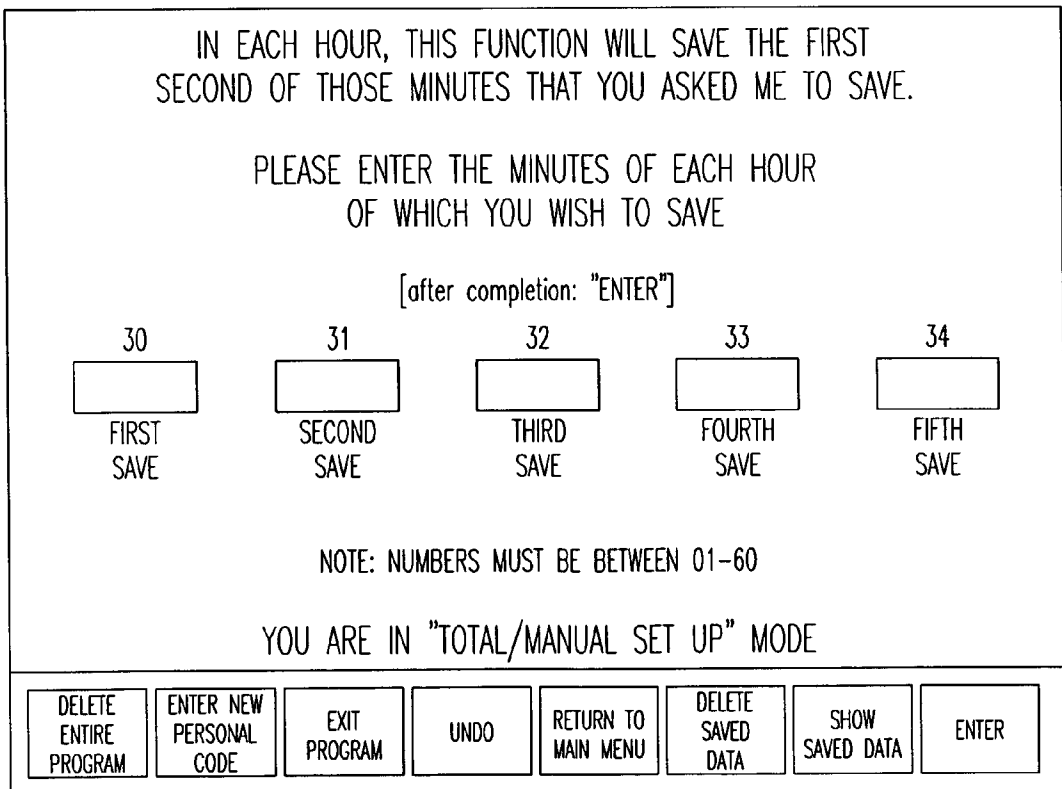 IN EACH HOUR, THIS FUNCTION WILL SAVE THE FIRST
SECOND OF THOSE MINUTES THAT YOU ASKED ME TO SAVE.
PLEASE ENTER THE MINUTES OF EACH HOUR
OF WHICH YOU WISH TO SAVE
[after completion: "ENTER"]
30 31 32 33 34
FIRST SECOND THIRD FOURTH FIFTH
SAVE SAVE SAVE SAVE SAVE
NOTE: NUMBERS MUST BE BETWEEN 01-60
YOU ARE IN "TOTAL/MANUAL SET UP" MODE
DELETE
ENTIRE
PROGRAM
ENTER NEW
PERSONAL
CODE
EXIT
PROGRAM
UNDO
RETURN TO
MAIN MENU
DELETE
SAVED
DATA
SHOW
SAVED DATA
ENTER